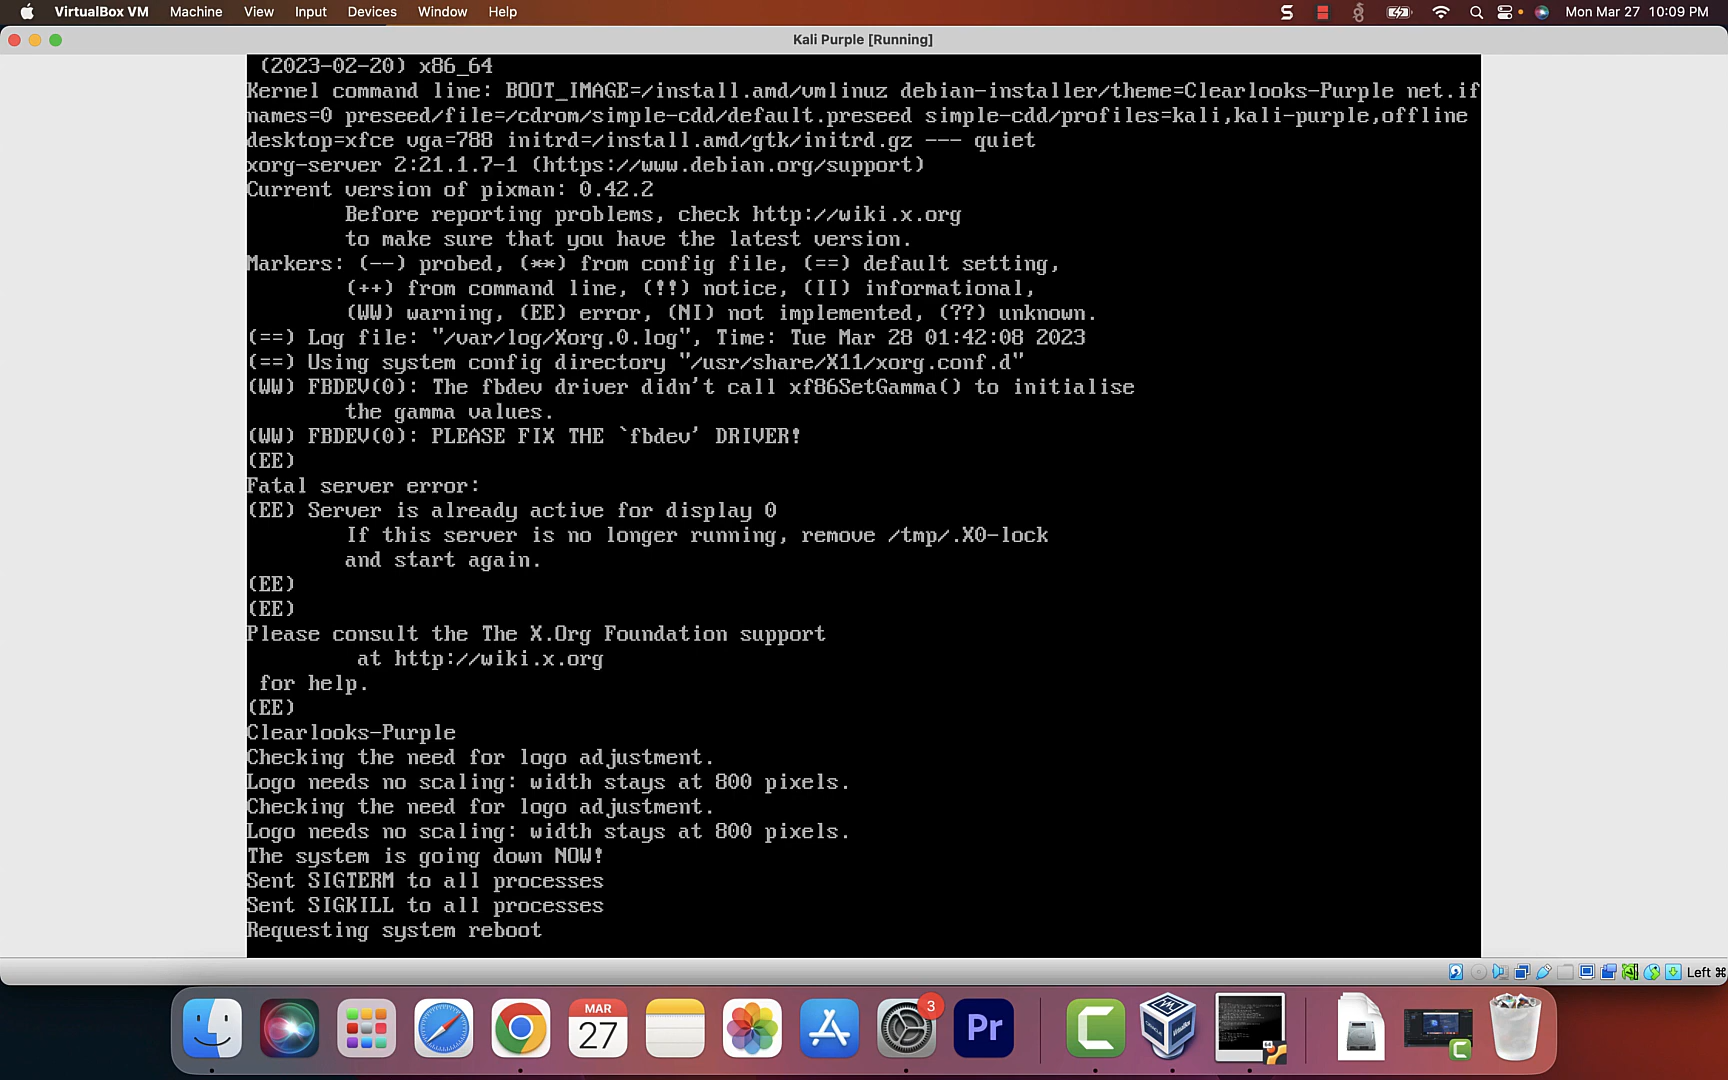 VirtualBox VM Machine View Input Devices Window Help Mon Mar 27 10:09 PM
Kali Purple [Running]
(2023-02-20) x86_64
Kernel command line: BOOT_IMAGE=/install.amd/vmlinuz debian-installer/theme=Clearlooks-Purple net.if
names=0 preseed/file=/cdrom/simple-cdd/default.preseed simple-cdd/profiles=kali,kali-purple,offline
desktop=xfce vga=788 initrd=/install.amd/gtk/initrd.gz --- quiet
xorg-server 2:21.1.7-1 (https://www.debian.org/support)
Current version of pixman: 0.42.2
Before reporting problems, check http://wiki.x.org
to make sure that you have the latest version.
Markers: (--) probed, (**) from config file, (==) default setting,
(++) from command line, (!!) notice, (II) informational,
(WW) warning, (EE) error, (NI) not implemented, (??) unknown.
(==) Log file: "/var/log/Xorg.0.log", Time: Tue Mar 28 01:42:08 2023
(==) Using system config directory "/usr/share/X11/xorg.conf.d"
(WW) FBDEV(0): The fbdev driver didn't call xf86SetGamma() to initialise
the gamma values.
(WW) FBDEV(0): PLEASE FIX THE `fbdev' DRIVER!
(EE)
Fatal server error:
(EE) Server is already active for display 0
If this server is no longer running, remove /tmp/.X0-lock
and start again.
(EE)
(EE)
Please consult the The X.Org Foundation support
at http://wiki.x.org
for help.
(EE)
Clearlooks-Purple
Checking the need for logo adjustment.
Logo needs no scaling: width stays at 800 pixels.
Checking the need for logo adjustment.
Logo needs no scaling: width stays at 800 pixels.
The system is going down NOW!
Sent SIGTERM to all processes
Sent SIGKILL to all processes
Requesting system reboot
Left ⌘
MAR
27
3
Pr